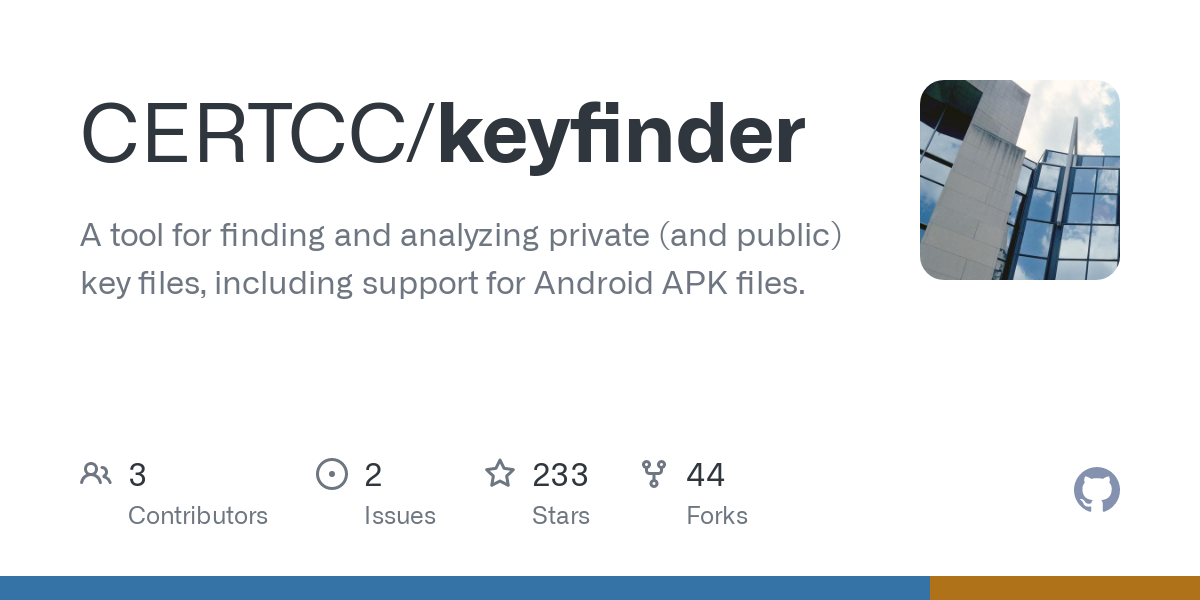 CERTCC/keyfinder
A tool for finding and analyzing private (and public)
key files, including support for Android APK files.
3
Contributors
2
Issues
233
Stars
44
Forks